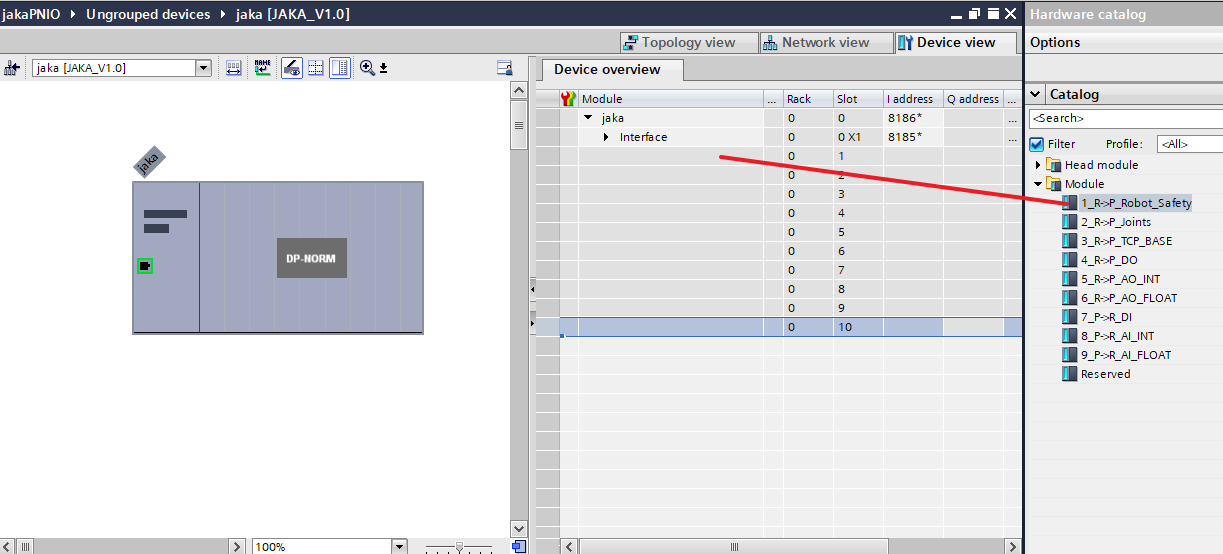 jakaPNIO Ungrouped devices jaka [JAKA_V1.0]
Hardware catalog
Topology view Network view Device view
Options
jaka [JAKA_V1.0]
NAME
Device overview
Catalog
Module ... Rack Slot I address Q address ...
<Search>
jaka 0 0 8186* ...
Interface 0 0 X1 8185* ...
0 1
0 2
0 3
0 4
0 5
0 6
0 7
0 8
0 9
0 10
Filter Profile: <All>
Head module
Module
1_R->P_Robot_Safety
2_R->P_Joints
3_R->P_TCP_BASE
4_R->P_DO
5_R->P_AO_INT
6_R->P_AO_FLOAT
7_P->R_DI
8_P->R_AI_INT
9_P->R_AI_FLOAT
Reserved
jaka
DP-NORM
100%